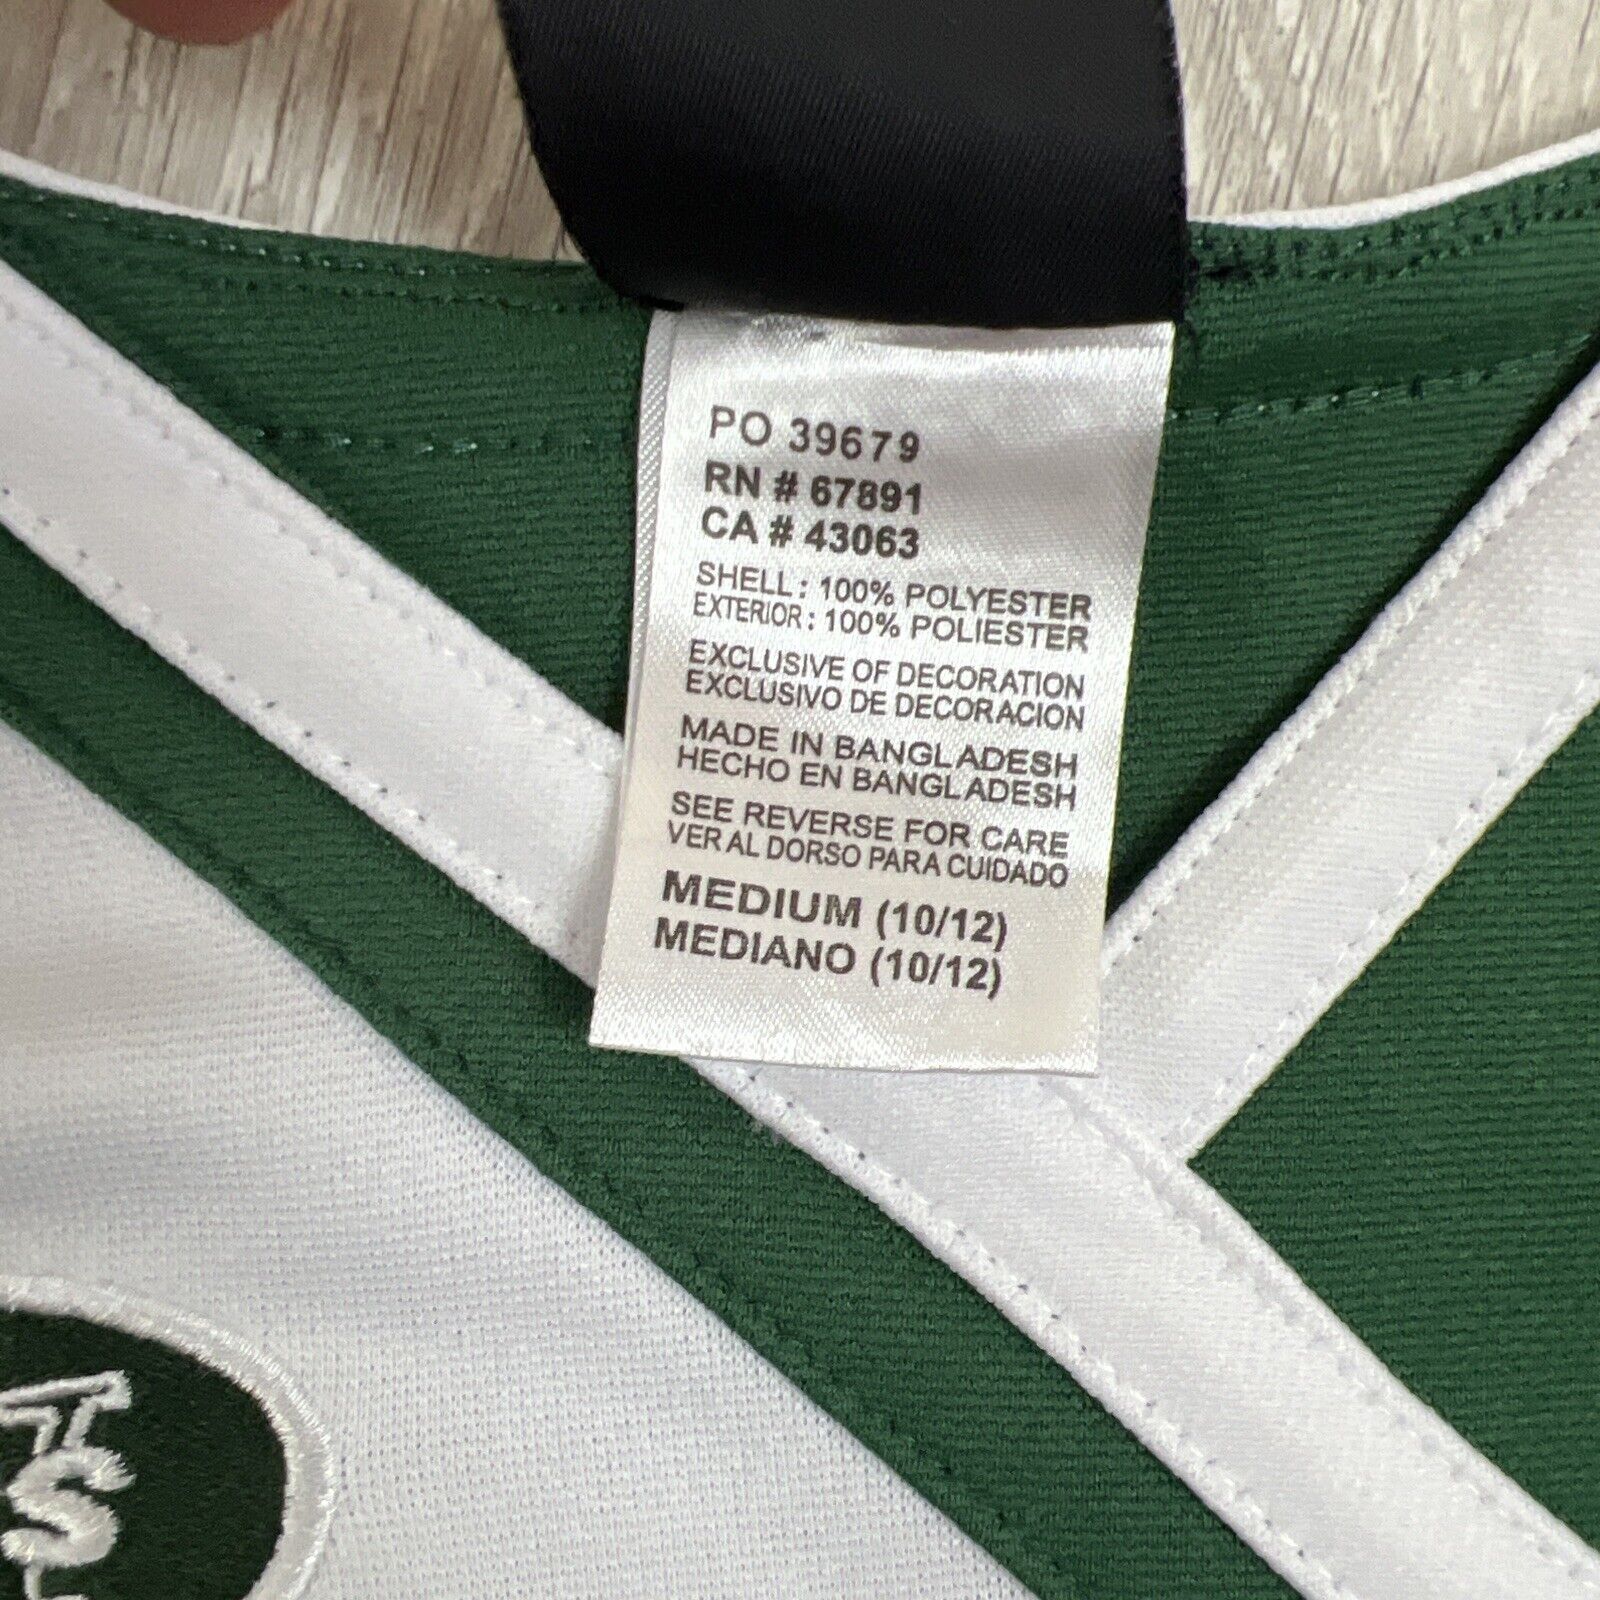 PO 39679
RN # 67891
CA # 43063
SHELL : 100% POLYESTER
EXTERIOR : 100% POLIESTER
EXCLUSIVE OF DECORATION
EXCLUSIVO DE DECORACION
MADE IN BANGLADESH
HECHO EN BANGLADESH
SEE REVERSE FOR CARE
VER AL DORSO PARA CUIDADO
MEDIUM (10/12)
MEDIANO (10/12)